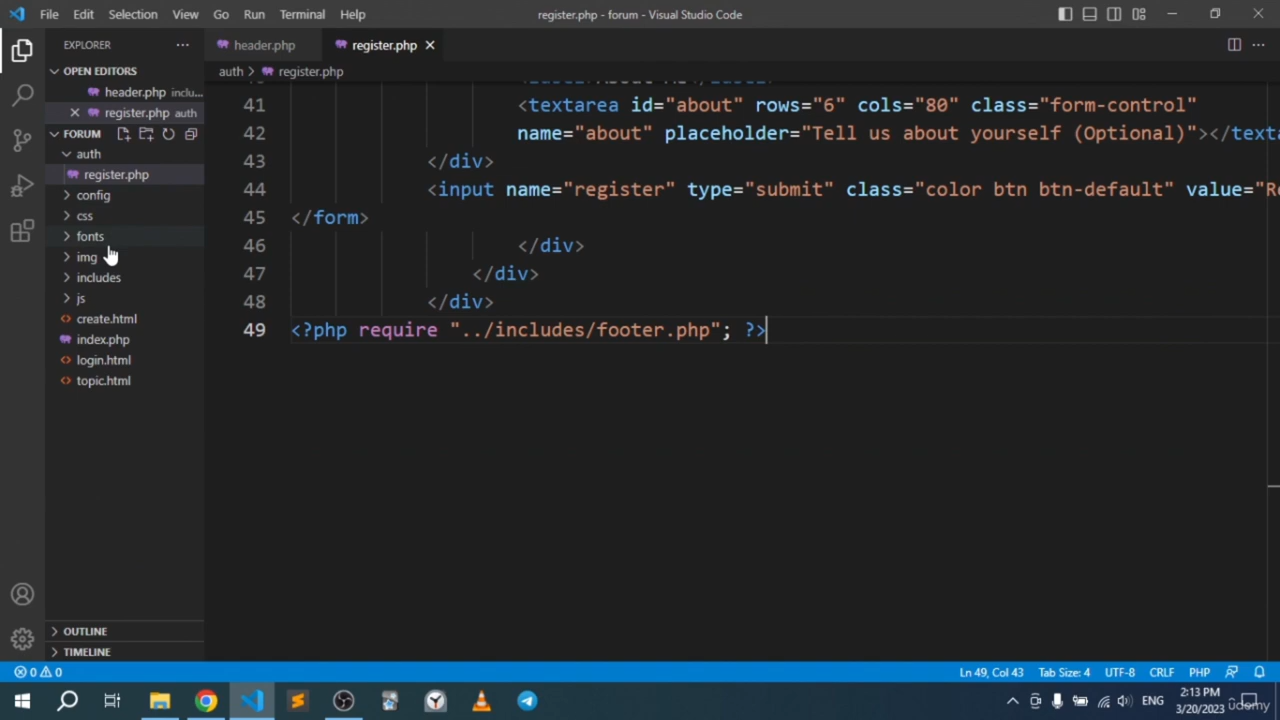 File Edit Selection View Go Run Terminal Help
register.php - forum - Visual Studio Code
EXPLORER
OPEN EDITORS
header.php inclu...
register.php auth
FORUM
auth
register.php
config
css
fonts
img
includes
js
create.html
index.php
login.html
topic.html
OUTLINE
TIMELINE
header.php
register.php
auth > register.php
41 <textarea id="about" rows="6" cols="80" class="form-control"
42 name="about" placeholder="Tell us about yourself (Optional)"></texta
43 </div>
44 <input name="register" type="submit" class="color btn btn-default" value="Re
45 </form>
46 </div>
47 </div>
48 </div>
49 <?php require "../includes/footer.php"; ?>
0 0
Ln 49, Col 43 Tab Size: 4 UTF-8 CRLF PHP
ENG
2:13 PM
3/20/2023
udemy